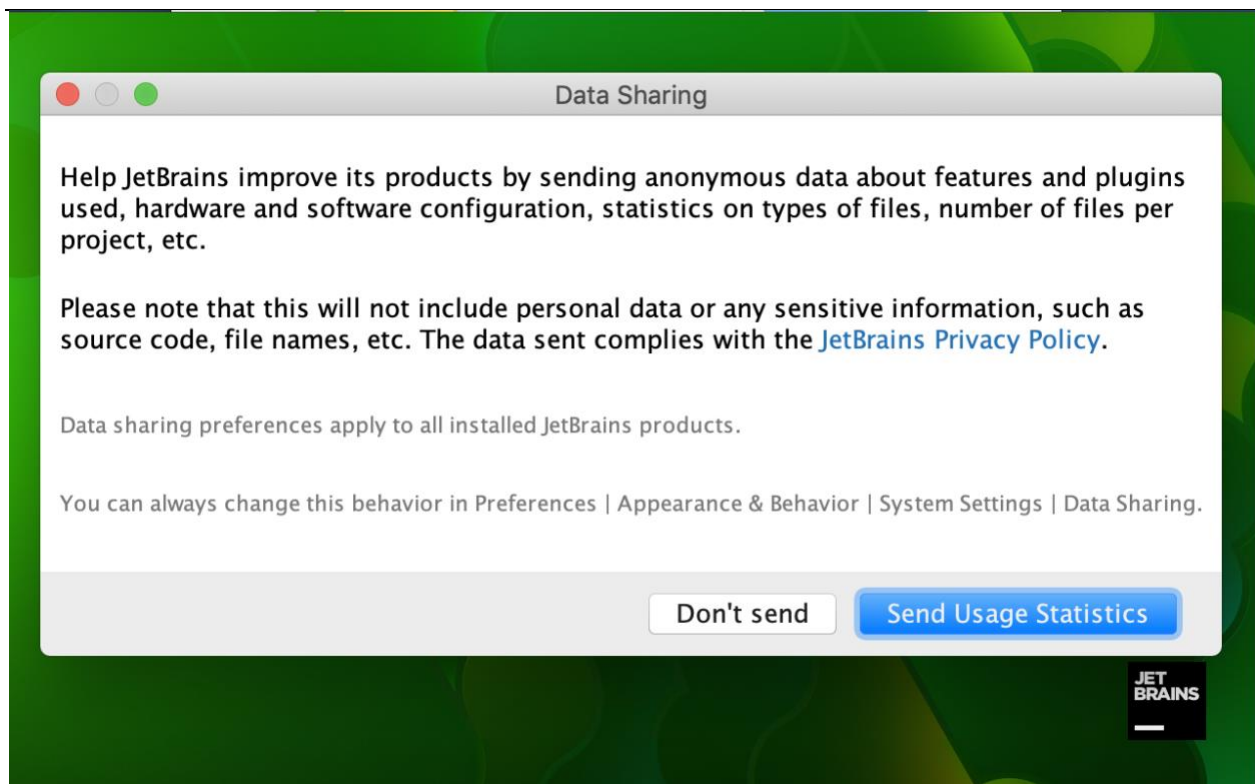 Data Sharing
Help JetBrains improve its products by sending anonymous data about features and plugins
used, hardware and software configuration, statistics on types of files, number of files per
project, etc.
Please note that this will not include personal data or any sensitive information, such as
source code, file names, etc. The data sent complies with the JetBrains Privacy Policy.
Data sharing preferences apply to all installed JetBrains products.
You can always change this behavior in Preferences | Appearance & Behavior | System Settings | Data Sharing.
Don't send
Send Usage Statistics
JET
BRAINS